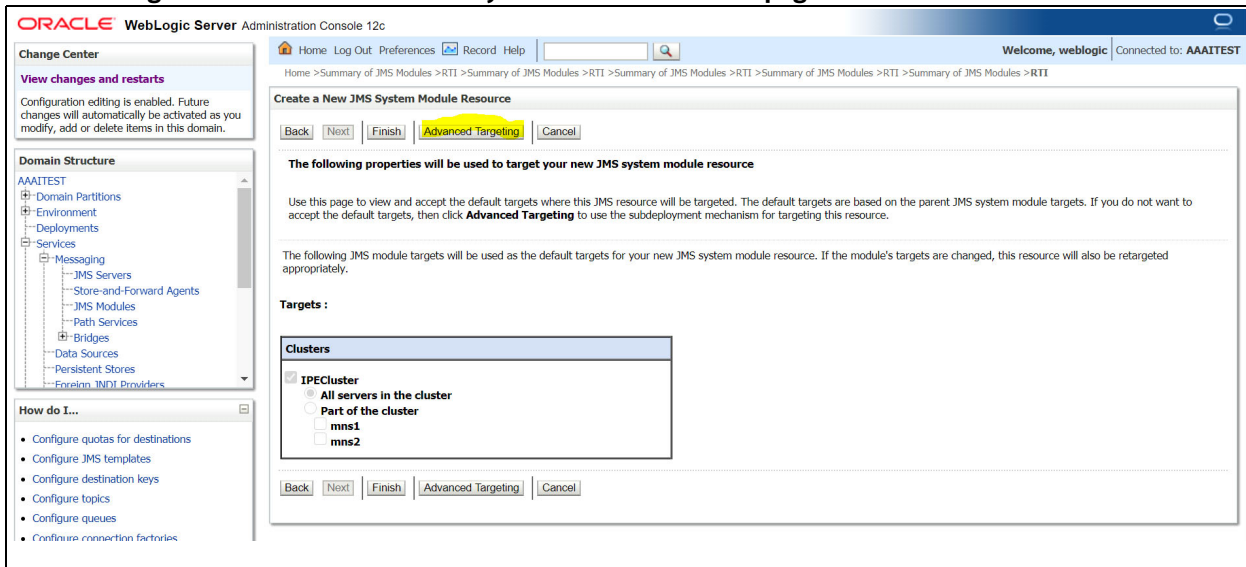 ORACLE WebLogic Server Administration Console 12c
Change Center
View changes and restarts
Configuration editing is enabled. Future
changes will automatically be activated as you
modify, add or delete items in this domain.
Domain Structure
AAAITEST
Domain Partitions
Environment
Deployments
Services
Messaging
JMS Servers
Store-and-Forward Agents
JMS Modules
Path Services
Bridges
Data Sources
Persistent Stores
Foreign JNDI Providers
How do I...
Configure quotas for destinations
Configure JMS templates
Configure destination keys
Configure topics
Configure queues
Configure connection factories
Home Log Out Preferences Record Help
Welcome, weblogic Connected to: AAAITEST
Home >Summary of JMS Modules >RTI >Summary of JMS Modules >RTI >Summary of JMS Modules >RTI >Summary of JMS Modules >RTI >Summary of JMS Modules >RTI
Create a New JMS System Module Resource
Back Next Finish Advanced Targeting Cancel
The following properties will be used to target your new JMS system module resource
Use this page to view and accept the default targets where this JMS resource will be targeted. The default targets are based on the parent JMS system module targets. If you do not want to
accept the default targets, then click Advanced Targeting to use the subdeployment mechanism for targeting this resource.
The following JMS module targets will be used as the default targets for your new JMS system module resource. If the module's targets are changed, this resource will also be retargeted
appropriately.
Targets :
Clusters
IPECluster
All servers in the cluster
Part of the cluster
mns1
mns2
Back Next Finish Advanced Targeting Cancel